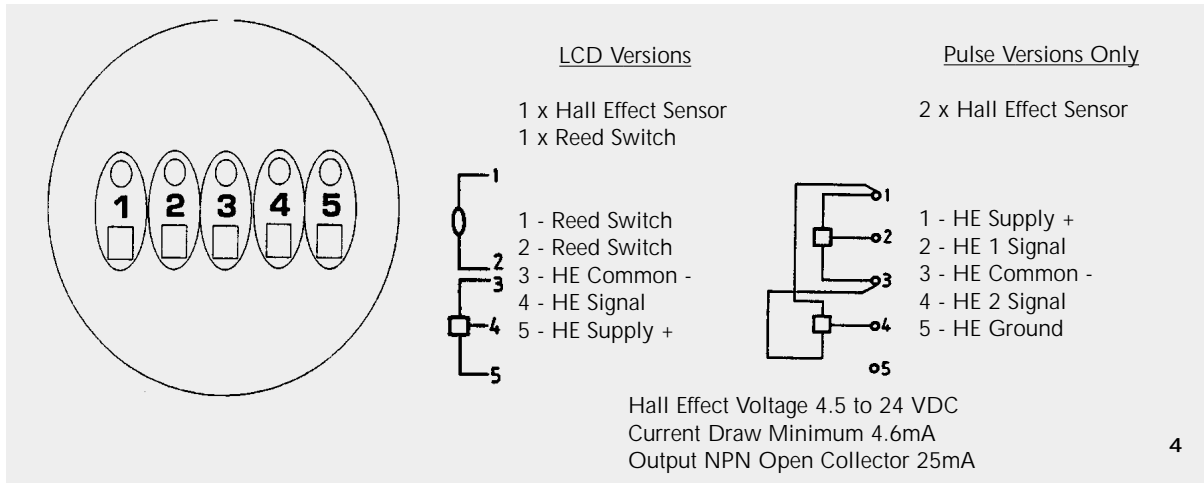 1 2 3 4 5
LCD Versions
1 x Hall Effect Sensor
1 x Reed Switch
1
2
3
4
5
1 - Reed Switch
2 - Reed Switch
3 - HE Common -
4 - HE Signal
5 - HE Supply +
Pulse Versions Only
2 x Hall Effect Sensor
1
2
3
4
5
1 - HE Supply +
2 - HE 1 Signal
3 - HE Common -
4 - HE 2 Signal
5 - HE Ground
Hall Effect Voltage 4.5 to 24 VDC
Current Draw Minimum 4.6mA
Output NPN Open Collector 25mA
4